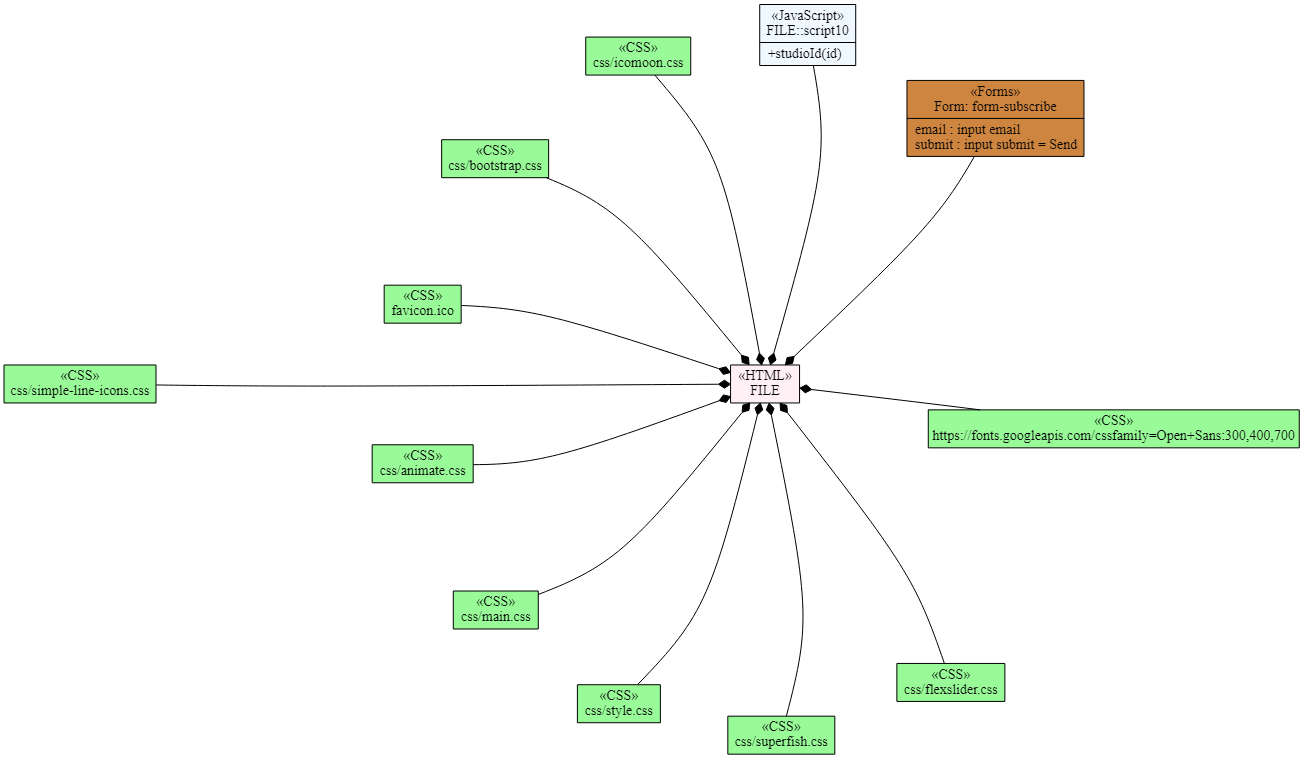 «JavaScript»
FILE::script10
+studioId(id)
«CSS»
css/icomoon.css
«Forms»
Form: form-subscribe
email : input email
submit : input submit = Send
«CSS»
css/bootstrap.css
«CSS»
favicon.ico
«CSS»
css/simple-line-icons.css
«HTML»
FILE
«CSS»
https://fonts.googleapis.com/cssfamily=Open+Sans:300,400,700
«CSS»
css/animate.css
«CSS»
css/main.css
«CSS»
css/style.css
«CSS»
css/superfish.css
«CSS»
css/flexslider.css